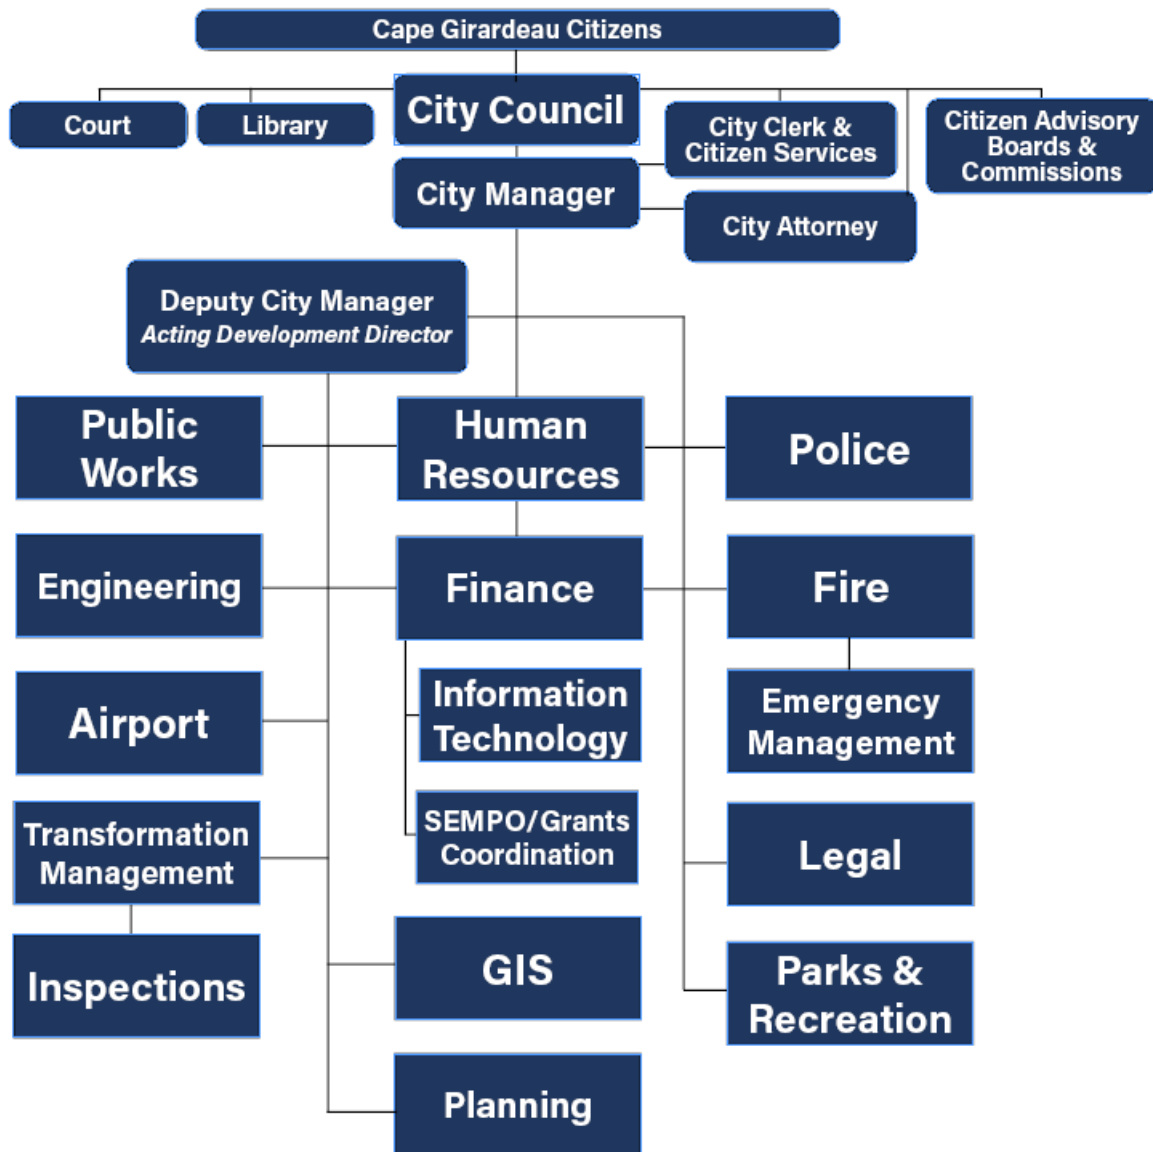 Cape Girardeau Citizens
Court
Library
City Council
City Clerk &
Citizen Services
Citizen Advisory
Boards &
Commissions
City Manager
City Attorney
Deputy City Manager
Acting Development Director
Public
Works
Human
Resources
Police
Engineering
Finance
Fire
Airport
Information
Technology
Emergency
Management
Transformation
Management
SEMPO/Grants
Coordination
Legal
Inspections
GIS
Parks &
Recreation
Planning